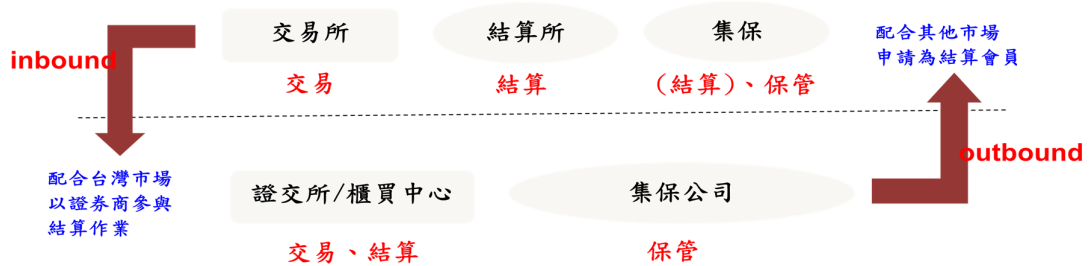 交易所
結算所
集保
配合其他市場
申請為結算會員
inbound
交易
結算
(結算)、保管
outbound
配合台灣市場
以證券商參與
結算作業
證交所/櫃買中心
集保公司
交易、結算
保管